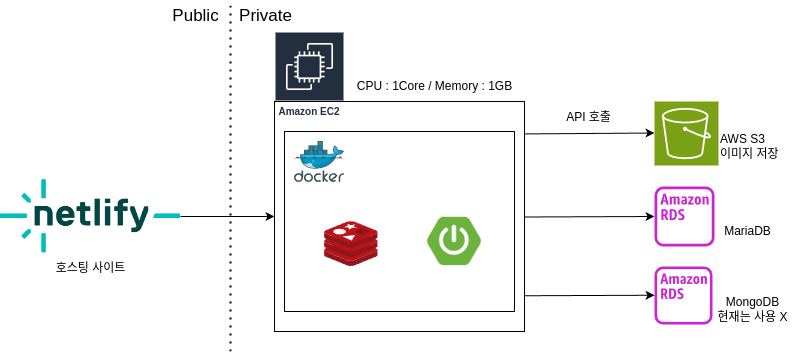 Public
Private
CPU : 1Core / Memory : 1GB
Amazon EC2
docker
netlify
호스팅 사이트
API 호출
AWS S3
이미지 저장
Amazon
RDS
MariaDB
Amazon
RDS
MongoDB
현재는 사용 X